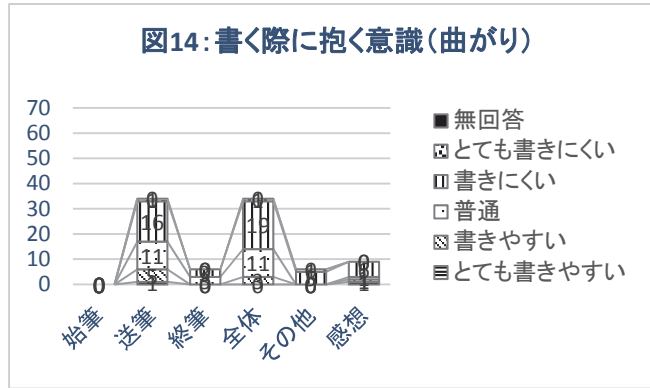 図14:書く際に抱く意識(曲がり)
70
60
50
40
30
20
10
0
16
11
1
19
11
0
始筆
送筆
終筆
全体
その他
感想
無回答
とても書きにくい
書きにくい
普通
書きやすい
とても書きやすい